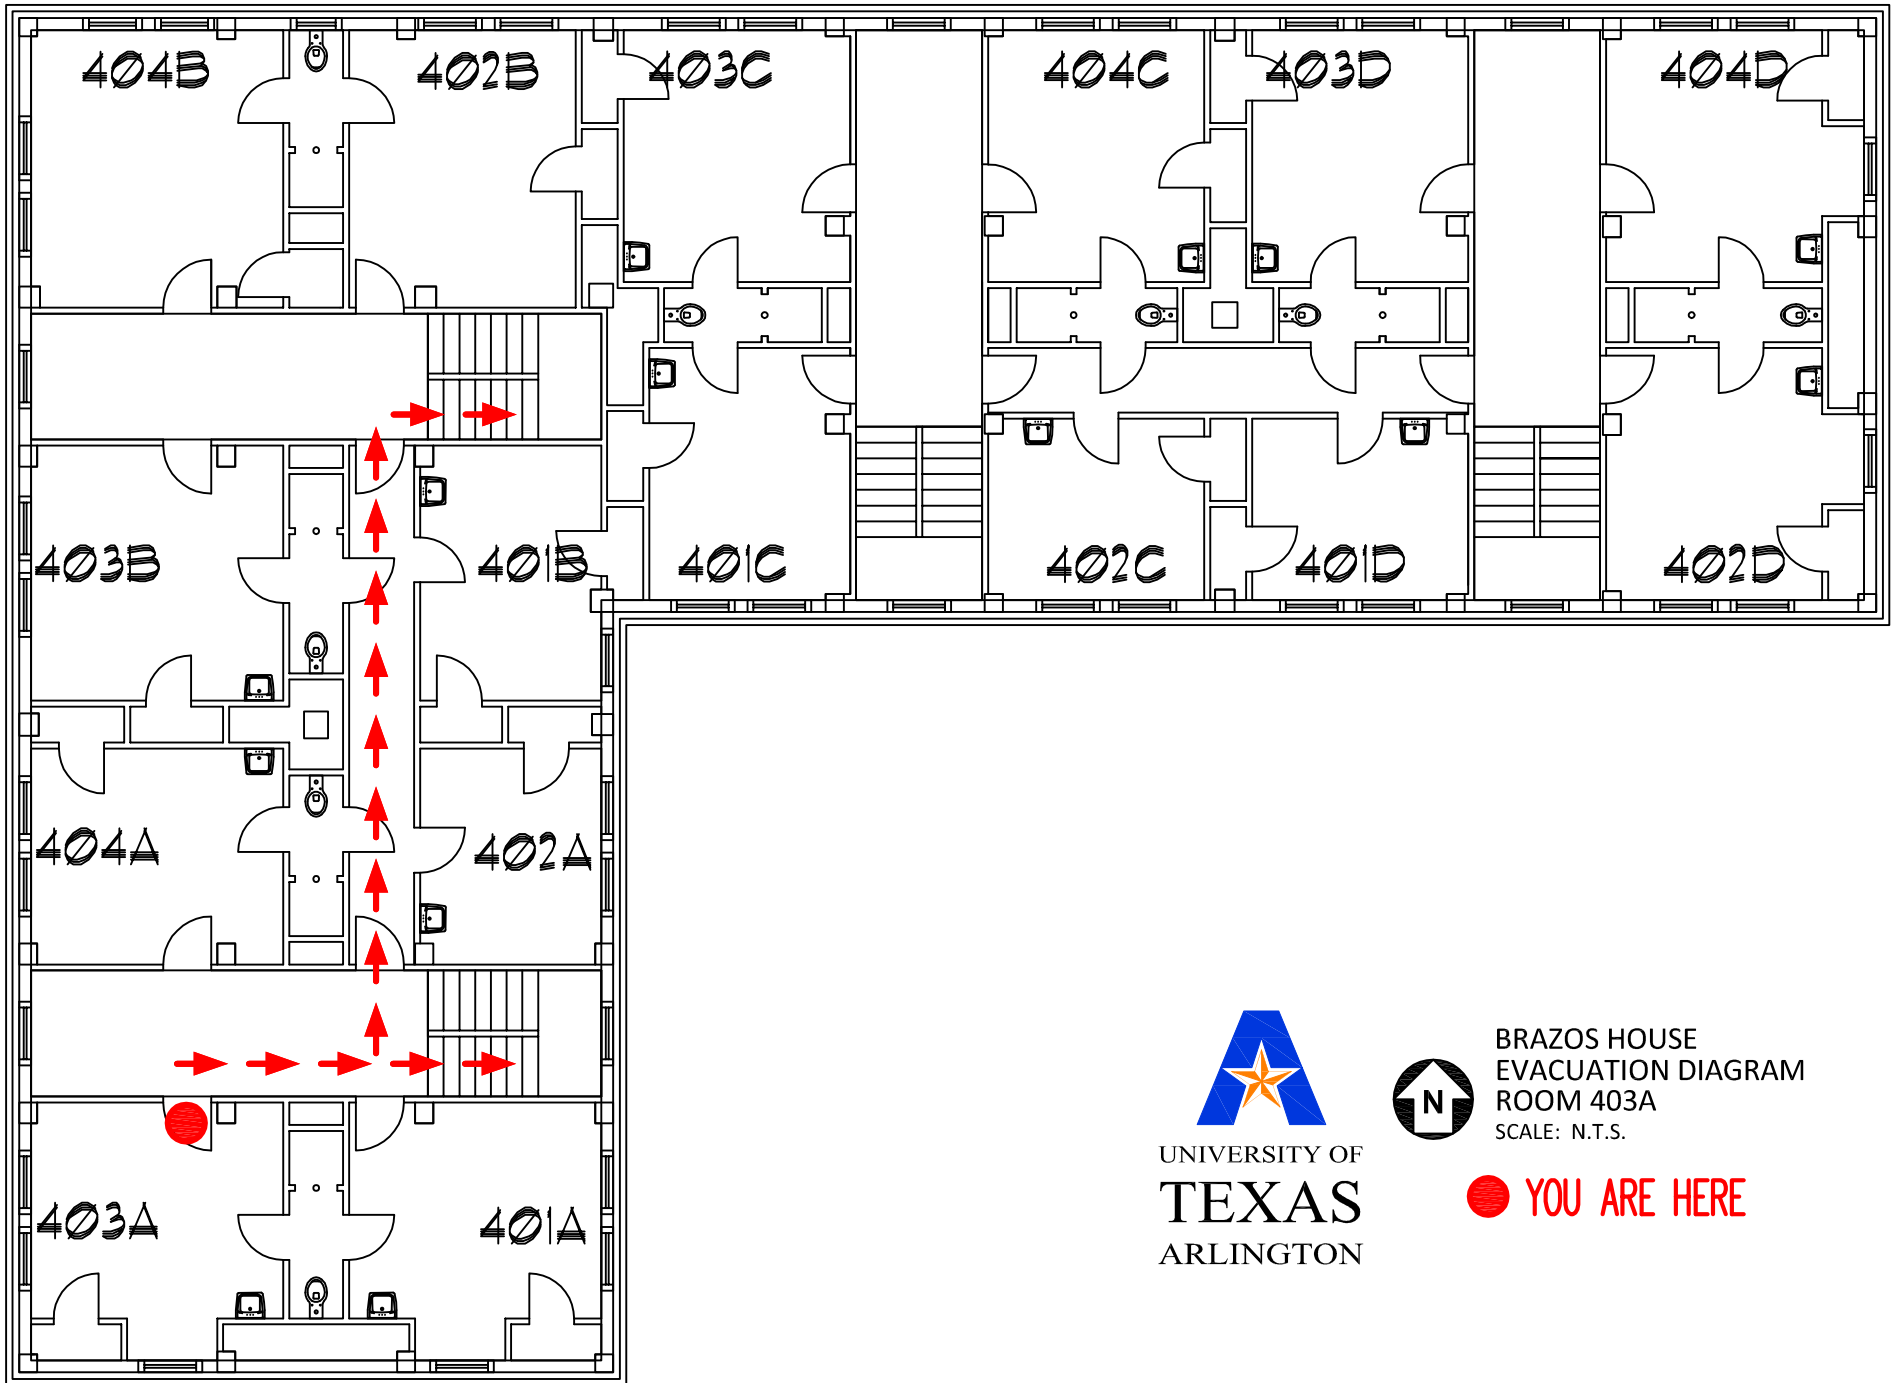 404B 402B 403C 404C 403D 404D
403B 401B 401C 402C 401D 402D
404A 402A
403A 401A
UNIVERSITY OF
TEXAS
ARLINGTON
N
BRAZOS HOUSE
EVACUATION DIAGRAM
ROOM 403A
SCALE: N.T.S.
YOU ARE HERE